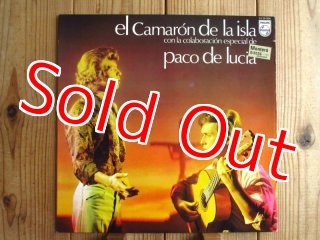 el Camarón de la isla
con la colaboración especial de
paco de lucía
Sold Out